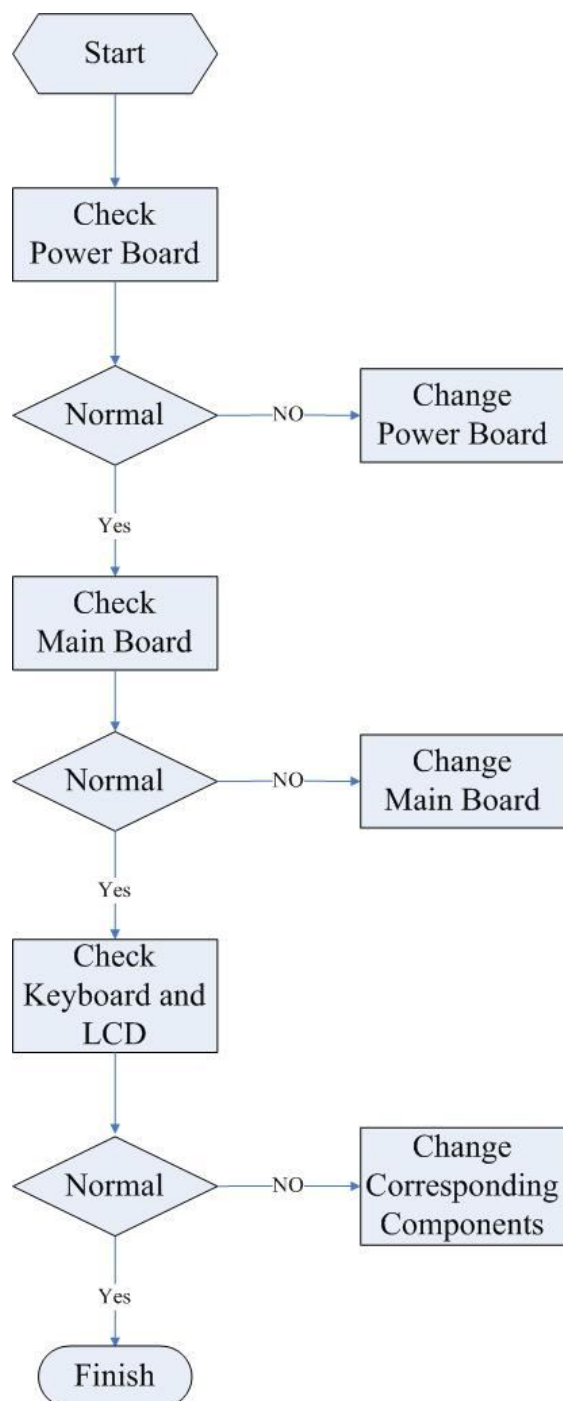 Start
Check
Power Board
Normal
NO
Change
Power Board
Yes
Check
Main Board
Normal
NO
Change
Main Board
Yes
Check
Keyboard and
LCD
Normal
NO
Change
Corresponding
Components
Yes
Finish